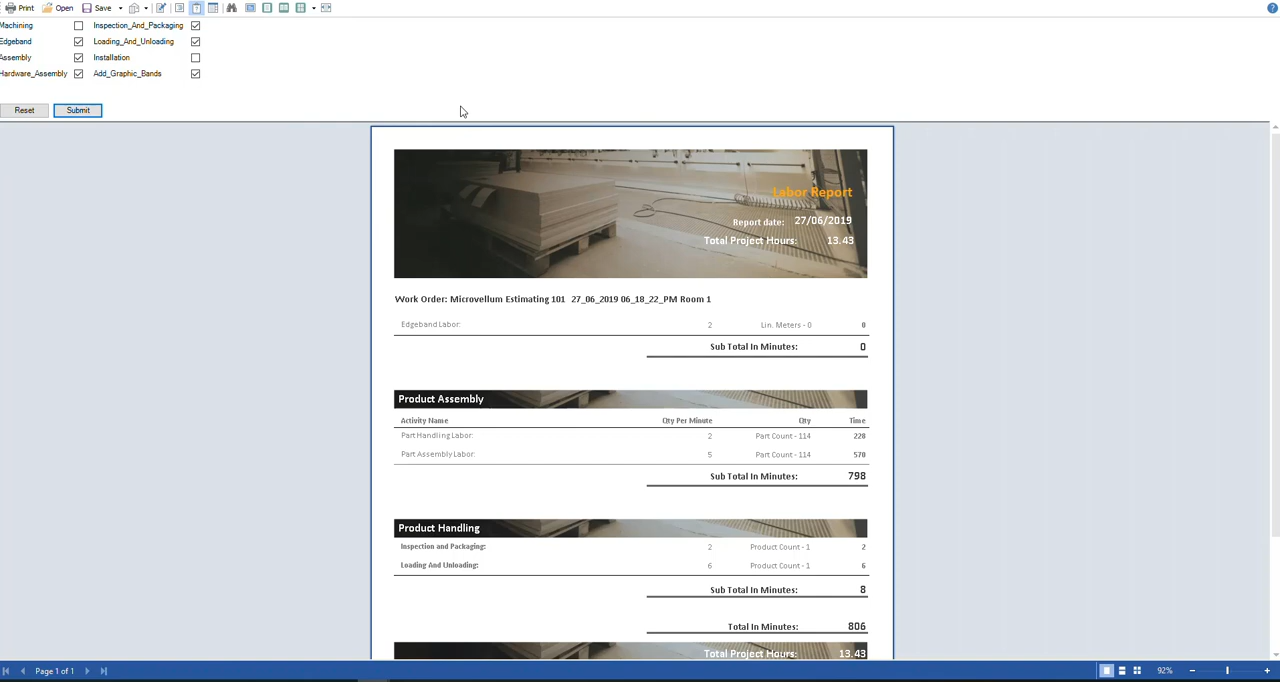 Print Open Save
Machining Inspection_And_Packaging
Edgeband Loading_And_Unloading
Assembly Installation
Hardware_Assembly Add_Graphic_Bands
Reset Submit
Labor Report
Report date: 27/06/2019
Total Project Hours: 13.43
Work Order: Microvellum Estimating 101 27_06_2019 06_18_22_PM Room 1
Edgeband Labor: 2 Lin. Meters - 0 0
Sub Total In Minutes: 0
Product Assembly
Activity Name Qty Per Minute Qty Time
Part Handling Labor: 2 Part Count - 114 228
Part Assembly Labor: 5 Part Count - 114 570
Sub Total In Minutes: 798
Product Handling
Inspection and Packaging: 2 Product Count - 1 2
Loading And Unloading: 6 Product Count - 1 6
Sub Total In Minutes: 8
Total In Minutes: 806
Total Project Hours: 13.43
Page 1 of 1 92%